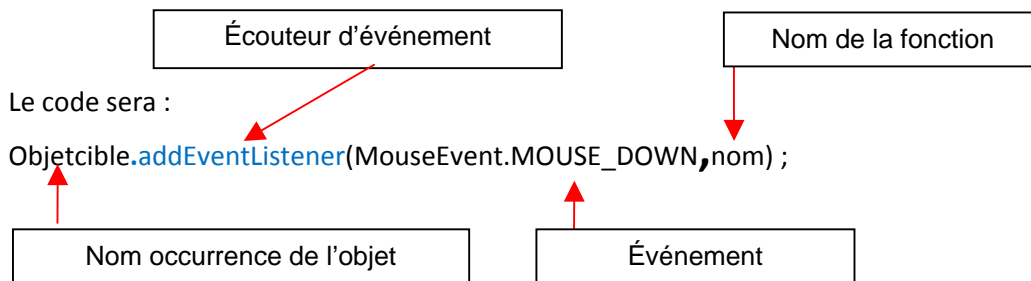 Écouteur d’événement
Nom de la fonction
Le code sera :
Objetcible.addEventListener(MouseEvent.MOUSE_DOWN,nom) ;
Nom occurrence de l’objet
Événement